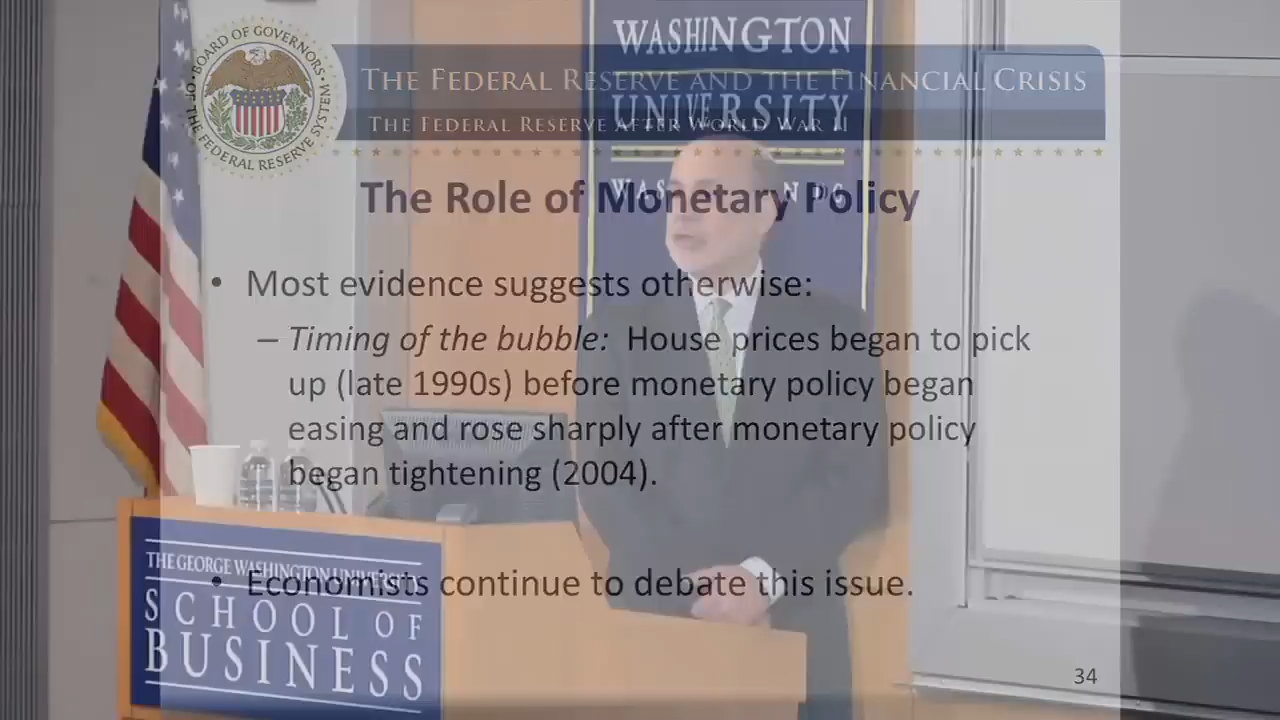 WASHINGTON
UNIVERSITY
WAS N DC
BOARD OF GOVERNORS
OF THE FEDERAL RESERVE SYSTEM
THE FEDERAL RESERVE AND THE FINANCIAL CRISIS
THE FEDERAL RESERVE AFTER WORLD WAR II
The Role of Monetary Policy
• Most evidence suggests otherwise:
– Timing of the bubble: House prices began to pick
up (late 1990s) before monetary policy began
easing and rose sharply after monetary policy
began tightening (2004).
• Economists continue to debate this issue.
34
THE GEORGE WASHINGTON UNIVERSITY
SCHOOL OF
BUSINESS